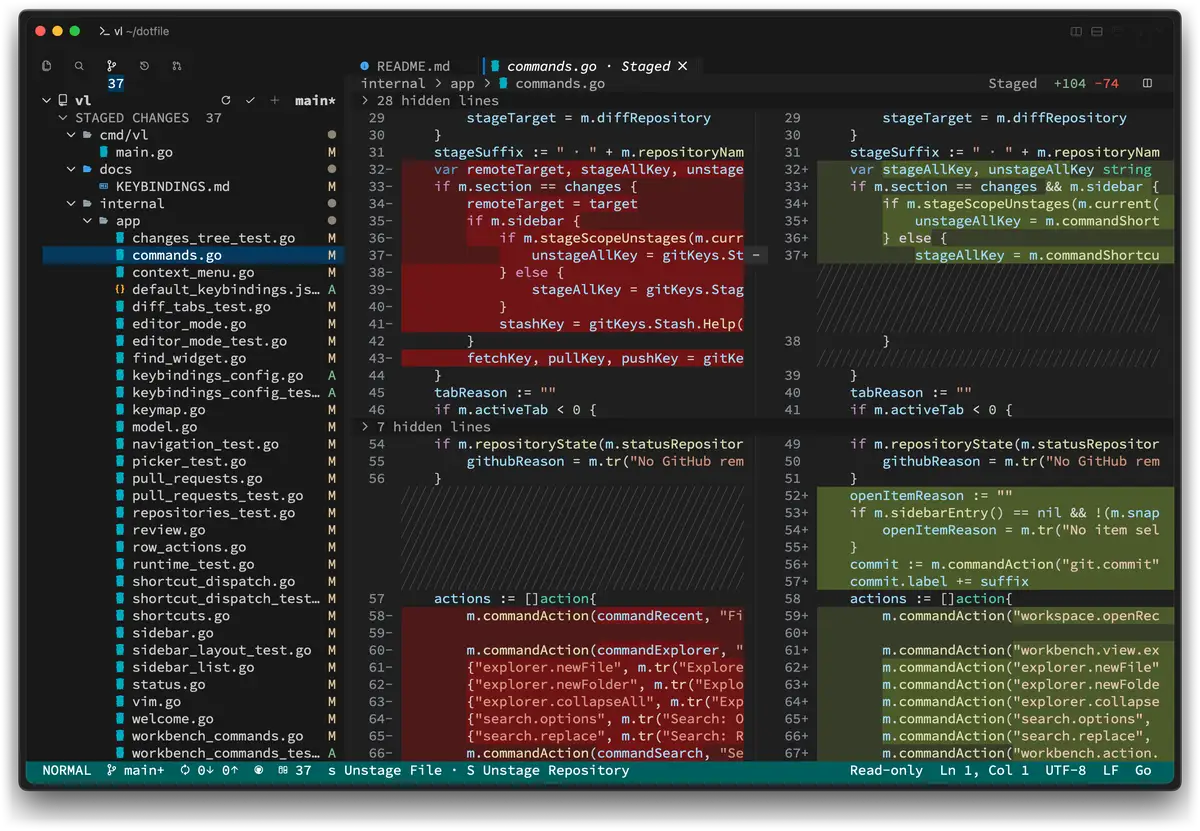 vl ~/dotfile
37
vl main*
STAGED CHANGES 37
cmd/vl
main.go M
docs
KEYBINDINGS.md M
internal
app
changes_tree_test.go M
commands.go M
context_menu.go M
{} default_keybindings.js… A
diff_tabs_test.go M
editor_mode.go M
editor_mode_test.go M
find_widget.go M
keybindings_config.go A
keybindings_config_tes… A
keymap.go M
model.go M
navigation_test.go M
picker_test.go M
pull_requests.go M
pull_requests_test.go M
repositories_test.go M
review.go M
row_actions.go M
runtime_test.go M
shortcut_dispatch.go M
shortcut_dispatch_test… M
shortcuts.go M
sidebar.go M
sidebar_layout_test.go M
sidebar_list.go M
status.go M
vim.go M
welcome.go M
workbench_commands.go M
workbench_commands_tes… A
README.md
commands.go · Staged ×
internal > app > commands.go
Staged +104 −74
> 28 hidden lines
29 stageTarget = m.diffRepository
30 }
31 stageSuffix := " · " + m.repositoryNam
32- var remoteTarget, stageAllKey, unstage
33- if m.section == changes {
34- remoteTarget = target
35- if m.sidebar {
36- if m.stageScopeUnstages(m.curr
37- unstageAllKey = gitKeys.St
38- } else {
39- stageAllKey = gitKeys.Stag
40- }
41- stashKey = gitKeys.Stash.Help(
42 }
43- fetchKey, pullKey, pushKey = gitKe
44 }
45 tabReason := ""
46 if m.activeTab < 0 {
> 7 hidden lines
54 if m.repositoryState(m.statusRepositor
55 githubReason = m.tr("No GitHub rem
56 }
57 actions := []action{
58- m.commandAction(commandRecent, "Fi
59-
60- m.commandAction(commandExplorer, "
61- {"explorer.newFile", m.tr("Explore
62- {"explorer.newFolder", m.tr("Explo
63- {"explorer.collapseAll", m.tr("Exp
64- {"search.options", m.tr("Search: O
65- {"search.replace", m.tr("Search: R
66- m.commandAction(commandSearch, "Se
29 stageTarget = m.diffRepository
30 }
31 stageSuffix := " · " + m.repositoryNam
32+ var stageAllKey, unstageAllKey string
33+ if m.section == changes && m.sidebar {
34+ if m.stageScopeUnstages(m.current(
35+ unstageAllKey = m.commandShort
36+ } else {
37+ stageAllKey = m.commandShortcu
38 }
39 }
40 tabReason := ""
41 if m.activeTab < 0 {
49 if m.repositoryState(m.statusRepositor
50 githubReason = m.tr("No GitHub rem
51 }
52+ openItemReason := ""
53+ if m.sidebarEntry() == nil && !(m.snap
54+ openItemReason = m.tr("No item sel
55+ }
56+ commit := m.commandAction("git.commit"
57+ commit.label += suffix
58 actions := []action{
59+ m.commandAction("workspace.openRec
60+
61+ m.commandAction("workbench.view.ex
62+ m.commandAction("explorer.newFile"
63+ m.commandAction("explorer.newFolde
64+ m.commandAction("explorer.collapse
65+ m.commandAction("search.options",
66+ m.commandAction("search.replace",
67+ m.commandAction("workbench.action.
NORMAL main+ 0↓ 0↑ 37 s Unstage File · S Unstage Repository Read-only Ln 1, Col 1 UTF-8 LF Go